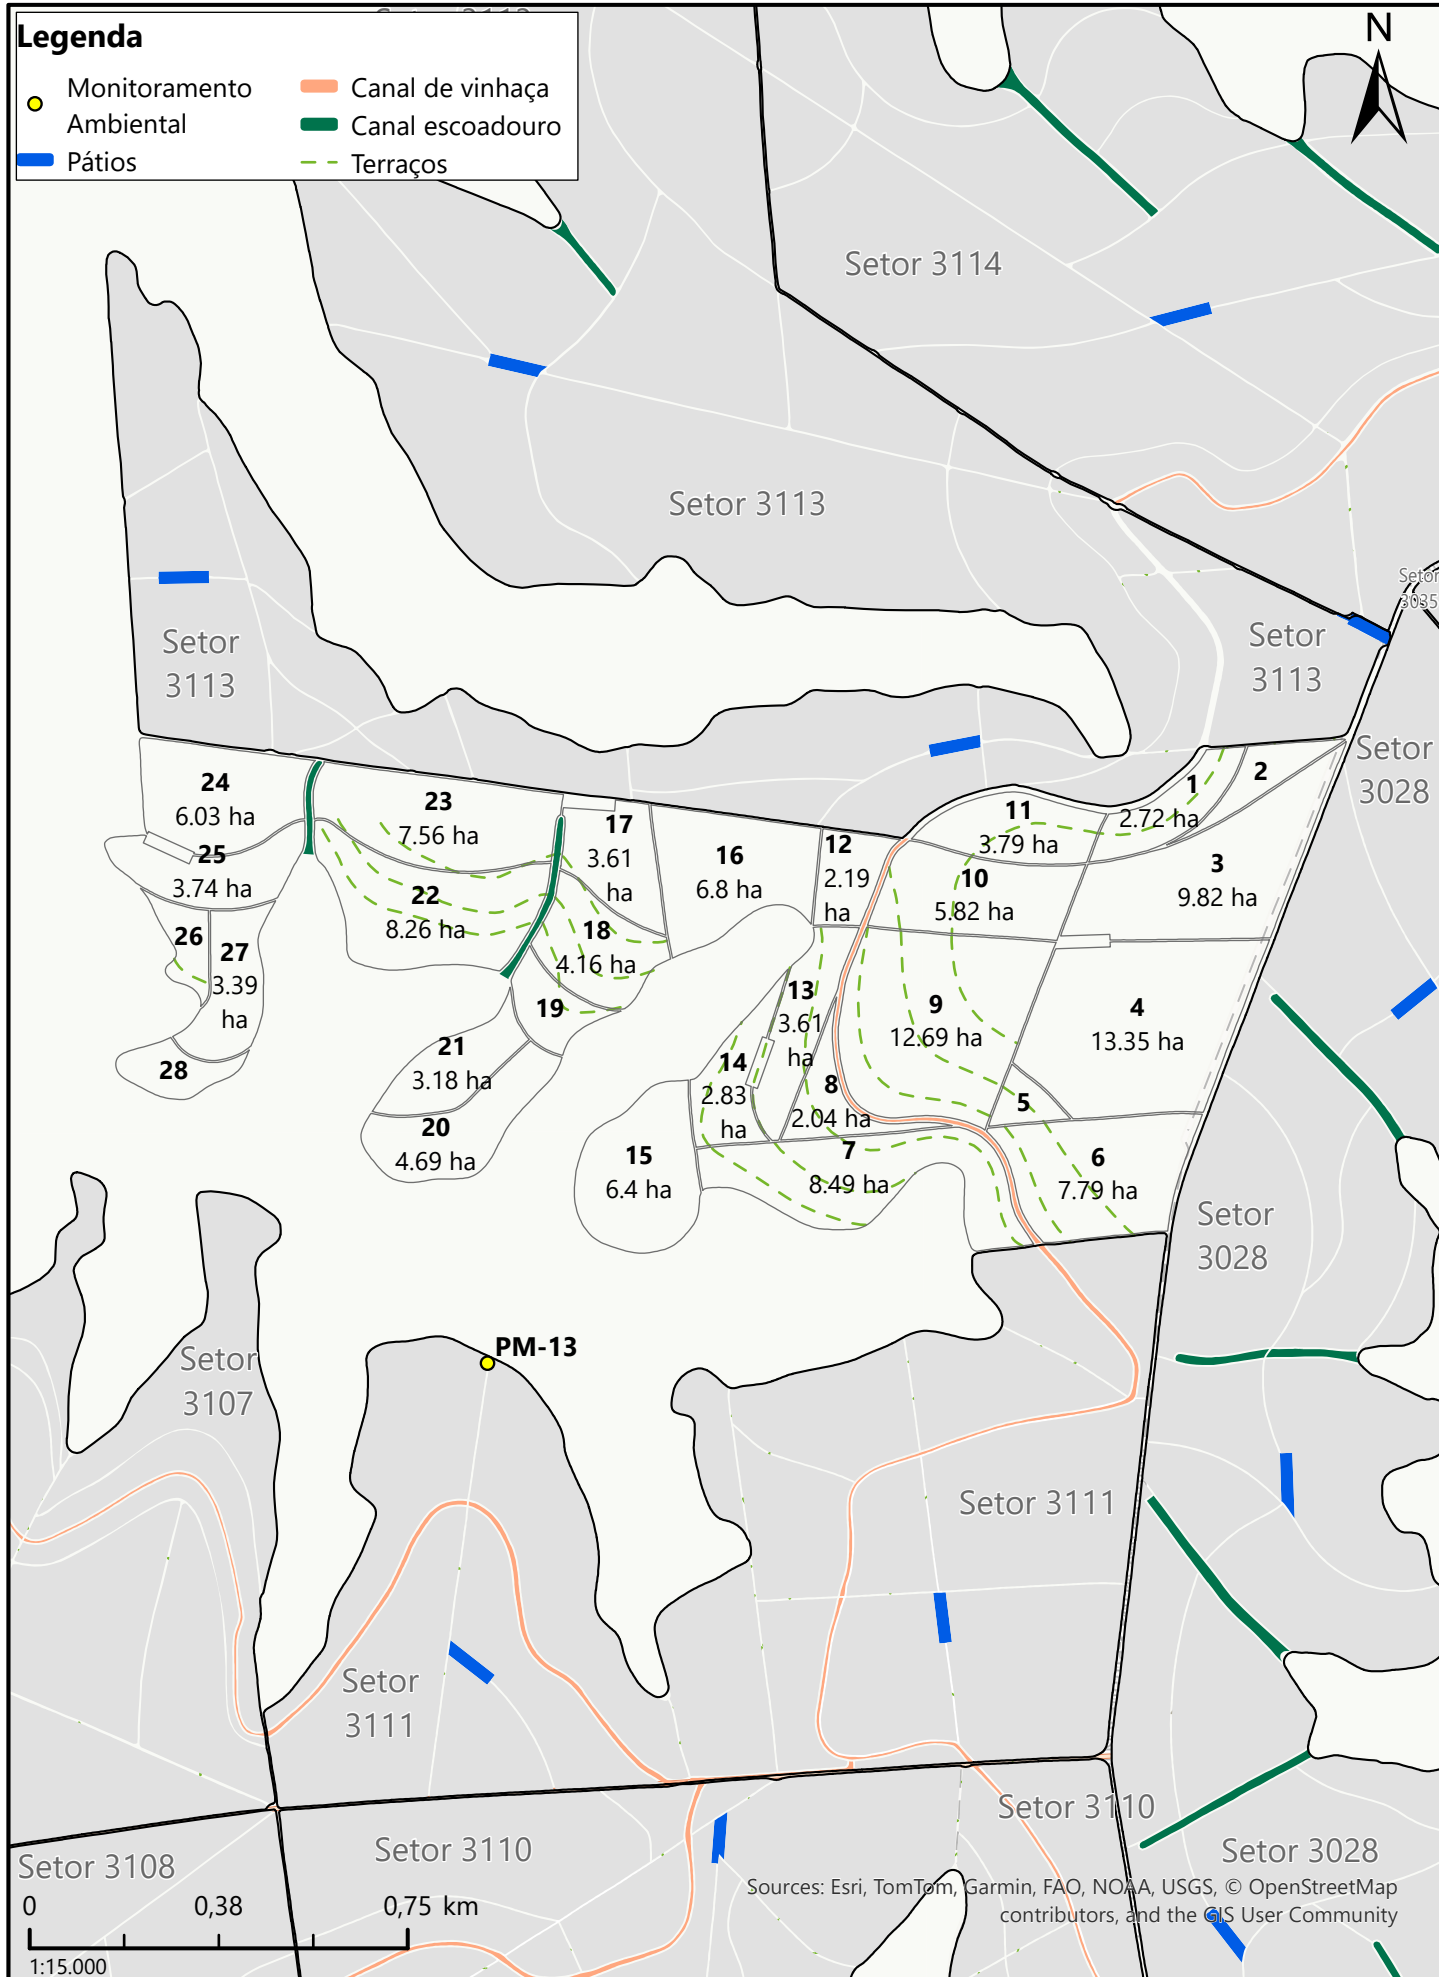 Legenda
Monitoramento
Ambiental
Pátios
Canal de vinhaça
Canal escoadouro
Terraços
N
Setor 3114
Setor 3113
Setor
3035
Setor
3113
Setor
3113
Setor
3028
24
6.03 ha
23
7.56 ha
17
3.61
ha
16
6.8 ha
12
2.19
ha
11
3.79 ha
1
2.72 ha
2
3
9.82 ha
25
3.74 ha
22
8.26 ha
18
4.16 ha
10
5.82 ha
26
27
3.39
ha
19
13
3.61
ha
9
12.69 ha
4
13.35 ha
28
21
3.18 ha
14
2.83
ha
8
2.04 ha
5
20
4.69 ha
15
6.4 ha
7
8.49 ha
6
7.79 ha
Setor
3028
PM-13
Setor
3107
Setor 3111
Setor
3111
Setor 3110
Setor 3110
Setor 3108
Setor 3028
Sources: Esri, TomTom, Garmin, FAO, NOAA, USGS, © OpenStreetMap
contributors, and the GIS User Community
0 0,38 0,75 km
1:15.000